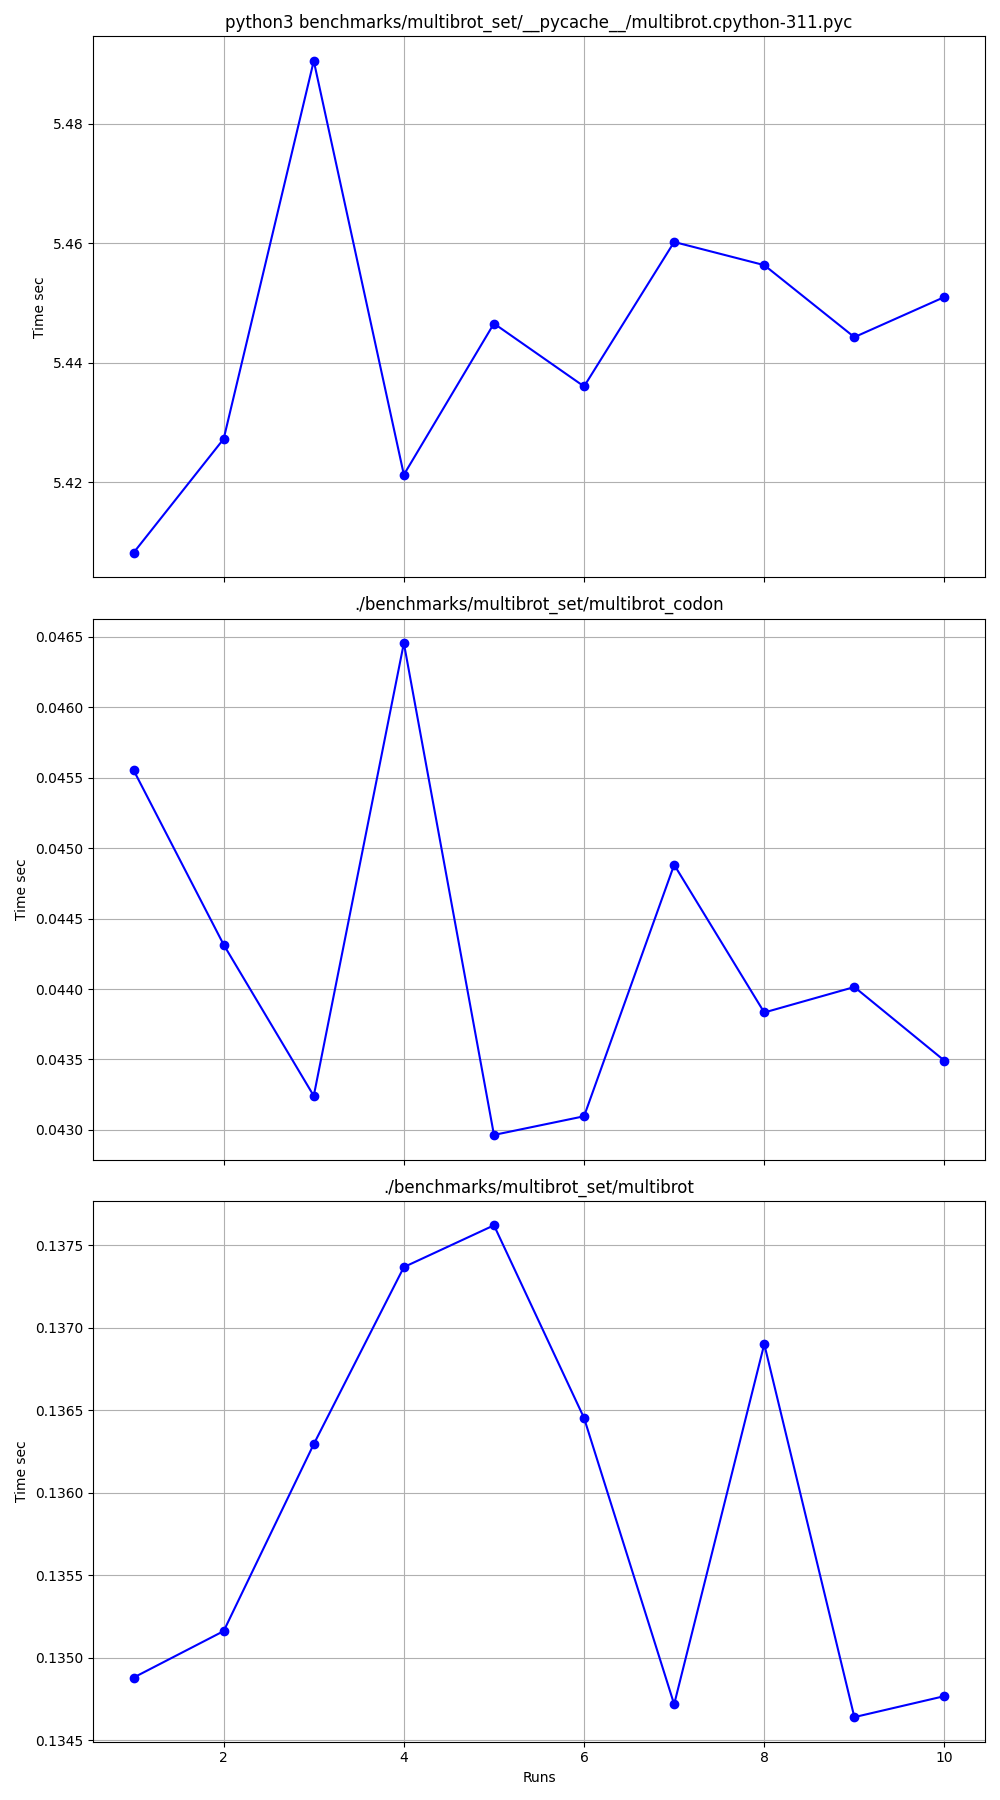 python3 benchmarks/multibrot_set/__pycache__/multibrot.cpython-311.pyc
5.48
5.46
5.44
5.42
Time sec
./benchmarks/multibrot_set/multibrot_codon
0.0465
0.0460
0.0455
0.0450
0.0445
0.0440
0.0435
0.0430
Time sec
./benchmarks/multibrot_set/multibrot
0.1375
0.1370
0.1365
0.1360
0.1355
0.1350
0.1345
Time sec
2 4 6 8 10
Runs